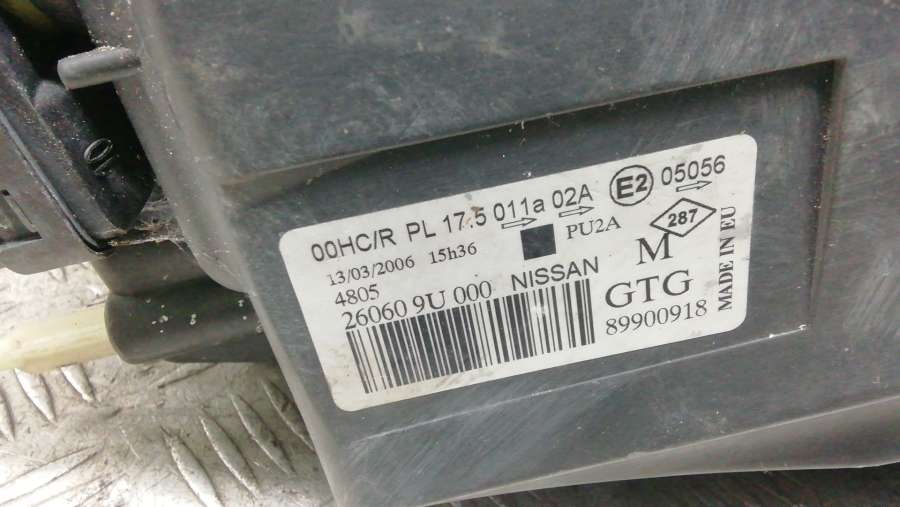 00HC/R PL 17.5 011a 02A E2 05056
13/03/2006 15h36 PU2A 287
4805 M
26060 9U 000 NISSAN GTG
89900918
MADE IN EU